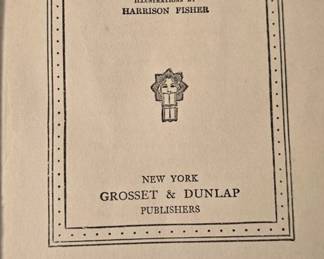 ILLUSTRATIONS BY
HARRISON FISHER
NEW YORK
GROSSET & DUNLAP
PUBLISHERS